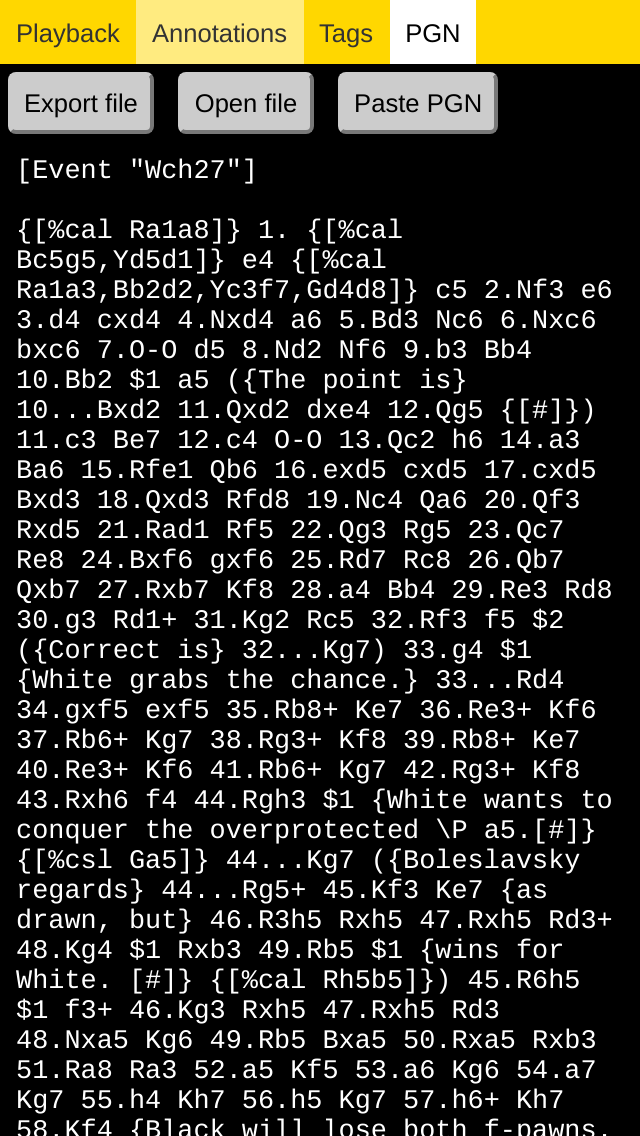 Playback Annotations Tags PGN
Export file Open file Paste PGN
[Event "Wch27"]
{[%cal Ra1a8]} 1. {[%cal
Bc5g5,Yd5d1]} e4 {[%cal
Ra1a3,Bb2d2,Yc3f7,Gd4d8]} c5 2.Nf3 e6
3.d4 cxd4 4.Nxd4 a6 5.Bd3 Nc6 6.Nxc6
bxc6 7.O-O d5 8.Nd2 Nf6 9.b3 Bb4
10.Bb2 $1 a5 ({The point is}
10...Bxd2 11.Qxd2 dxe4 12.Qg5 {[#]})
11.c3 Be7 12.c4 O-O 13.Qc2 h6 14.a3
Ba6 15.Rfe1 Qb6 16.exd5 cxd5 17.cxd5
Bxd3 18.Qxd3 Rfd8 19.Nc4 Qa6 20.Qf3
Rxd5 21.Rad1 Rf5 22.Qg3 Rg5 23.Qc7
Re8 24.Bxf6 gxf6 25.Rd7 Rc8 26.Qb7
Qxb7 27.Rxb7 Kf8 28.a4 Bb4 29.Re3 Rd8
30.g3 Rd1+ 31.Kg2 Rc5 32.Rf3 f5 $2
({Correct is} 32...Kg7) 33.g4 $1
{White grabs the chance.} 33...Rd4
34.gxf5 exf5 35.Rb8+ Ke7 36.Re3+ Kf6
37.Rb6+ Kg7 38.Rg3+ Kf8 39.Rb8+ Ke7
40.Re3+ Kf6 41.Rb6+ Kg7 42.Rg3+ Kf8
43.Rxh6 f4 44.Rgh3 $1 {White wants to
conquer the overprotected \P a5.[#]}
{[%csl Ga5]} 44...Kg7 ({Boleslavsky
regards} 44...Rg5+ 45.Kf3 Ke7 {as
drawn, but} 46.R3h5 Rxh5 47.Rxh5 Rd3+
48.Kg4 $1 Rxb3 49.Rb5 $1 {wins for
White. [#]} {[%cal Rh5b5]}) 45.R6h5
$1 f3+ 46.Kg3 Rxh5 47.Rxh5 Rd3
48.Nxa5 Kg6 49.Rb5 Bxa5 50.Rxa5 Rxb3
51.Ra8 Ra3 52.a5 Kf5 53.a6 Kg6 54.a7
Kg7 55.h4 Kh7 56.h5 Kg7 57.h6+ Kh7
58.Kf4 {Black will lose both f-pawns.